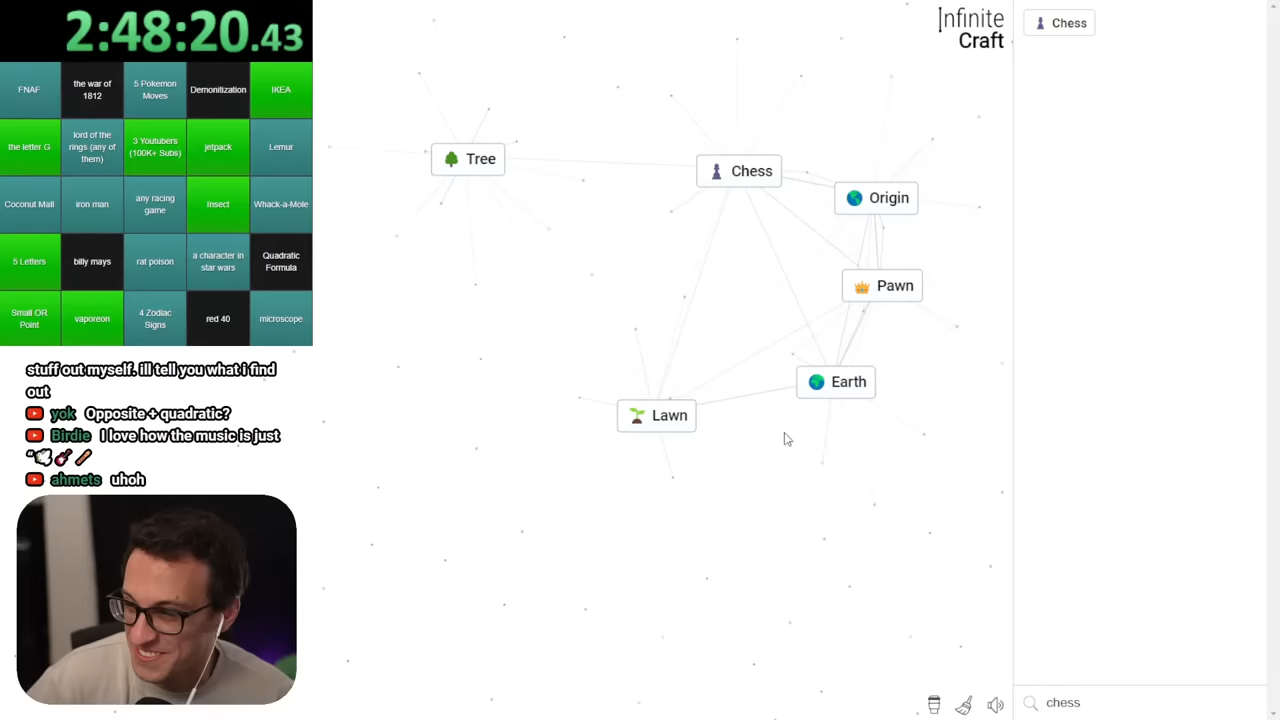 2:48:20.43
FNAF
the war of
1812
5 Pokemon
Moves
Demonitization
IKEA
the letter G
lord of the
rings (any of
them)
3 Youtubers
(100K+ Subs)
jetpack
Lemur
Coconut Mall
iron man
any racing
game
Insect
Whack-a-Mole
5 Letters
billy mays
rat poison
a character in
star wars
Quadratic
Formula
Small OR
Point
vaporeon
4 Zodiac
Signs
red 40
microscope
stuff out myself. ill tell you what i find
out
yok Opposite + quadratic?
Birdie I love how the music is just
"🕊️🎸🥖
ahmets uhoh
Infinite
Craft
Tree
Chess
Origin
Pawn
Earth
Lawn
Chess
chess